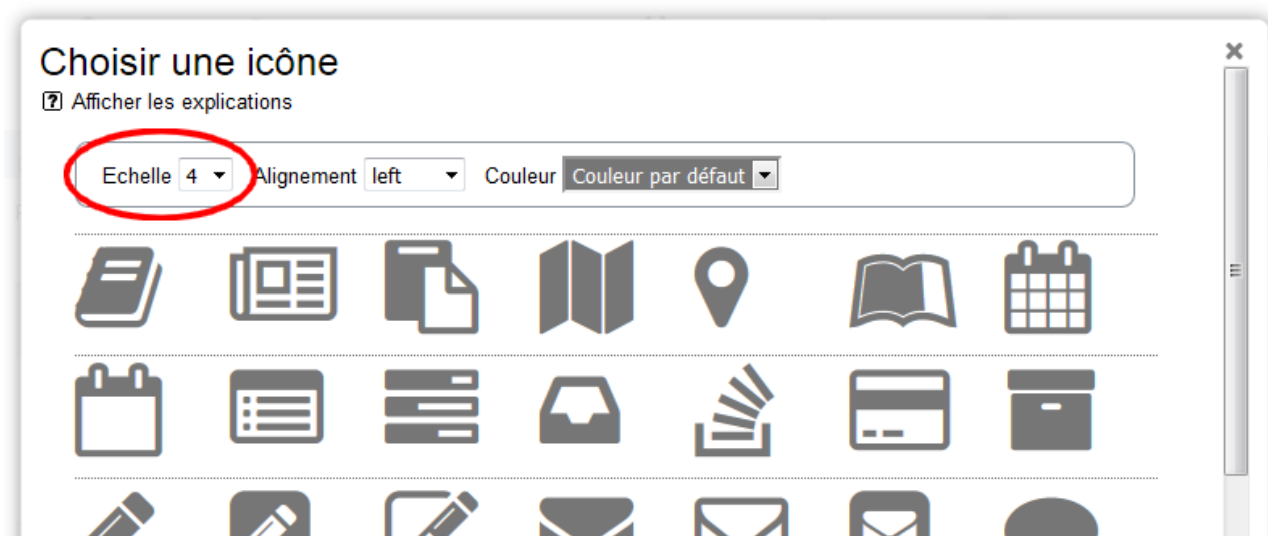 Choisir une icône
? Afficher les explications
Echelle 4 Alignement left Couleur Couleur par défaut